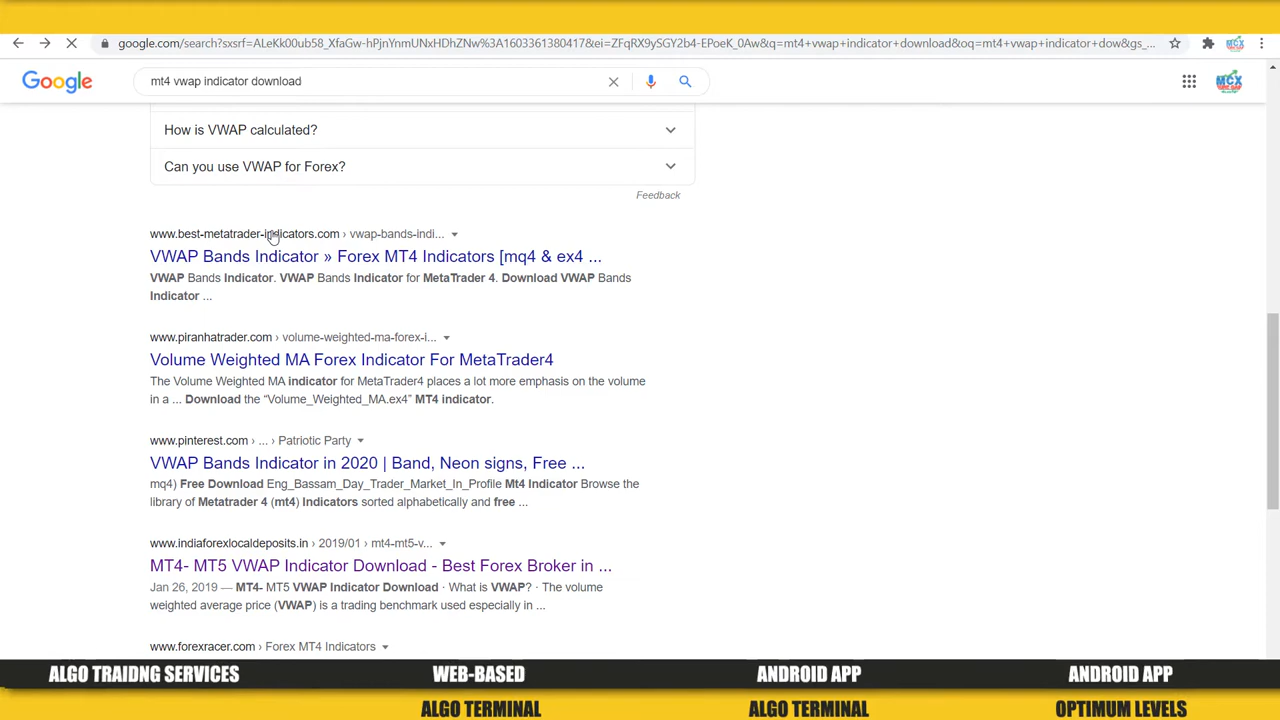 google.com/search?sxsrf=ALeKk00ub58_XfaGw-hPjnYnmUNxHDhZNw%3A1603361380417&ei=ZFqRX9ySGY2b4-EPoeK_0Aw&q=mt4+vwap+indicator+download&oq=mt4+vwap+indicator+dow&gs_...
Google
mt4 vwap indicator download
MCX
How is VWAP calculated?
Can you use VWAP for Forex?
Feedback
www.best-metatrader-indicators.com › vwap-bands-indi...
VWAP Bands Indicator » Forex MT4 Indicators [mq4 & ex4 ...
VWAP Bands Indicator. VWAP Bands Indicator for MetaTrader 4. Download VWAP Bands
Indicator ...
www.piranhatrader.com › volume-weighted-ma-forex-i...
Volume Weighted MA Forex Indicator For MetaTrader4
The Volume Weighted MA indicator for MetaTrader4 places a lot more emphasis on the volume
in a ... Download the “Volume_Weighted_MA.ex4” MT4 indicator.
www.pinterest.com › ... › Patriotic Party
VWAP Bands Indicator in 2020 | Band, Neon signs, Free ...
mq4) Free Download Eng_Bassam_Day_Trader_Market_In_Profile Mt4 Indicator Browse the
library of Metatrader 4 (mt4) Indicators sorted alphabetically and free ...
www.indiaforexlocaldeposits.in › 2019/01 › mt4-mt5-v...
MT4- MT5 VWAP Indicator Download - Best Forex Broker in ...
Jan 26, 2019 — MT4- MT5 VWAP Indicator Download · What is VWAP? · The volume
weighted average price (VWAP) is a trading benchmark used especially in ...
www.forexracer.com › Forex MT4 Indicators
ALGO TRAIDNG SERVICES
WEB-BASED
ALGO TERMINAL
ANDROID APP
ALGO TERMINAL
ANDROID APP
OPTIMUM LEVELS